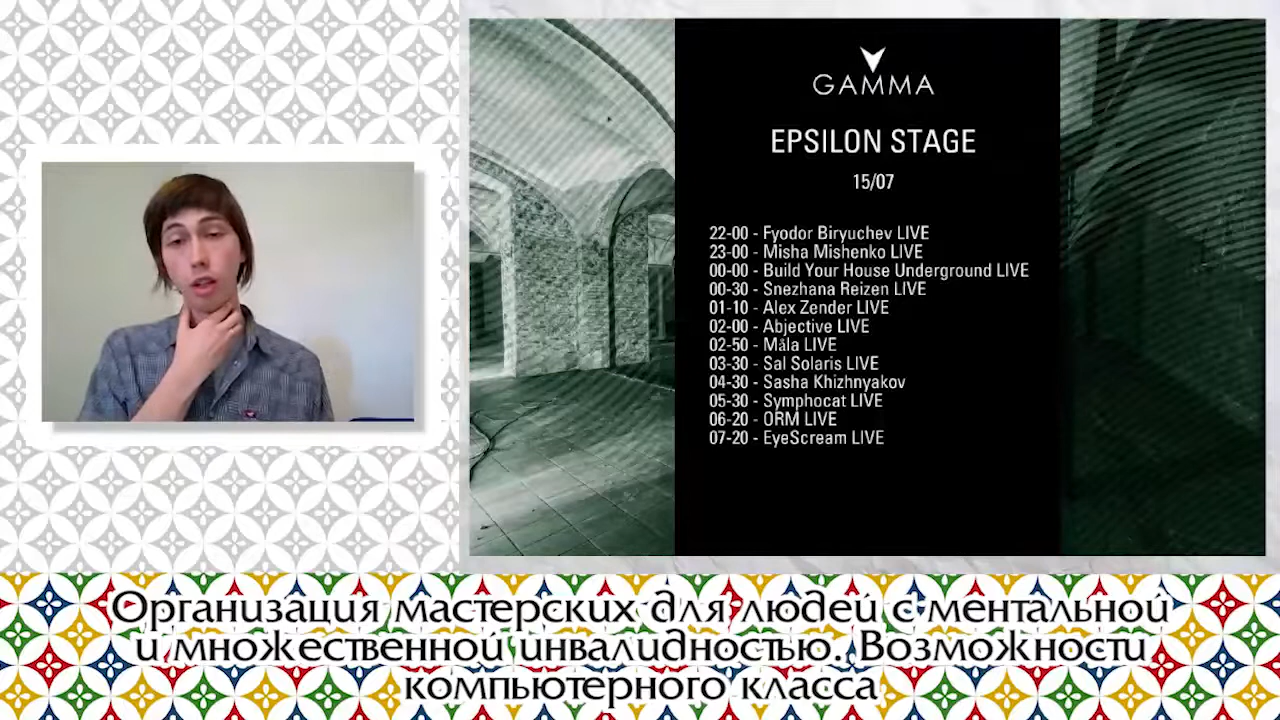 GAMMA
EPSILON STAGE
15/07
22-00 - Fyodor Biryuchev LIVE
23-00 - Misha Mishenko LIVE
00-00 - Build Your House Underground LIVE
00-30 - Snezhana Reizen LIVE
01-10 - Alex Zender LIVE
02-00 - Abjective LIVE
02-50 - Måla LIVE
03-30 - Sal Solaris LIVE
04-30 - Sasha Khizhnyakov
05-30 - Symphocat LIVE
06-20 - ORM LIVE
07-20 - EyeScream LIVE
Организация мастерских для людей с ментальной
и множественной инвалидностью. Возможности
компьютерного класса